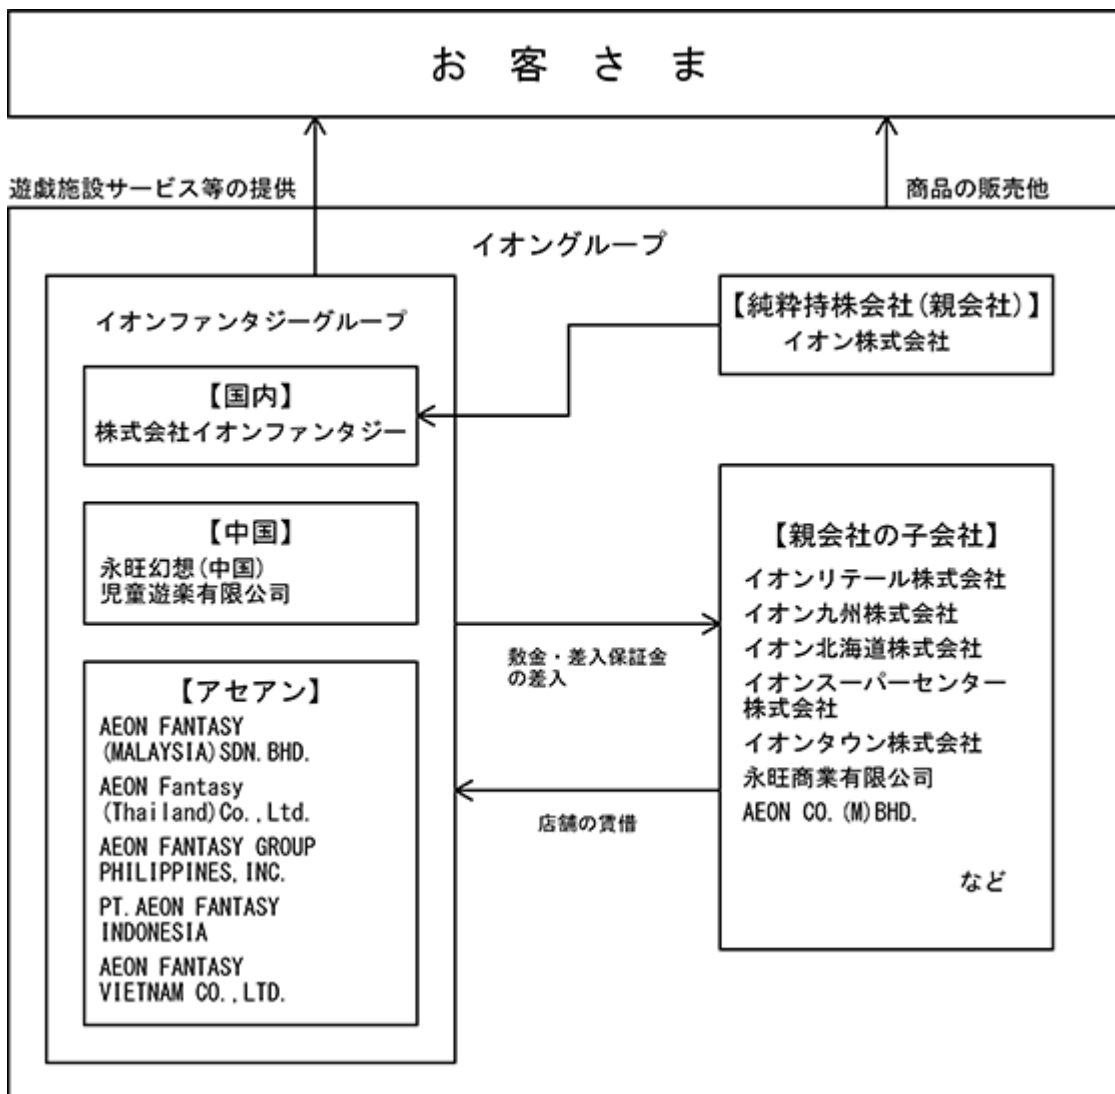 お客さま
遊戯施設サービス等の提供
商品の販売他
イオングループ
イオンファンタジーグループ
【国内】
株式会社イオンファンタジー
【中国】
永旺幻想(中国)
児童遊楽有限公司
【アセアン】
AEON FANTASY
(MALAYSIA)SDN.BHD.
AEON Fantasy
(Thailand)Co.,Ltd.
AEON FANTASY GROUP
PHILIPPINES,INC.
PT.AEON FANTASY
INDONESIA
AEON FANTASY
VIETNAM CO.,LTD.
【純粋持株会社(親会社)】
イオン株式会社
敷金・差入保証金
の差入
店舗の賃借
【親会社の子会社】
イオンリテール株式会社
イオン九州株式会社
イオン北海道株式会社
イオンスーパーセンター
株式会社
イオンタウン株式会社
永旺商業有限公司
AEON CO.(M)BHD.
など